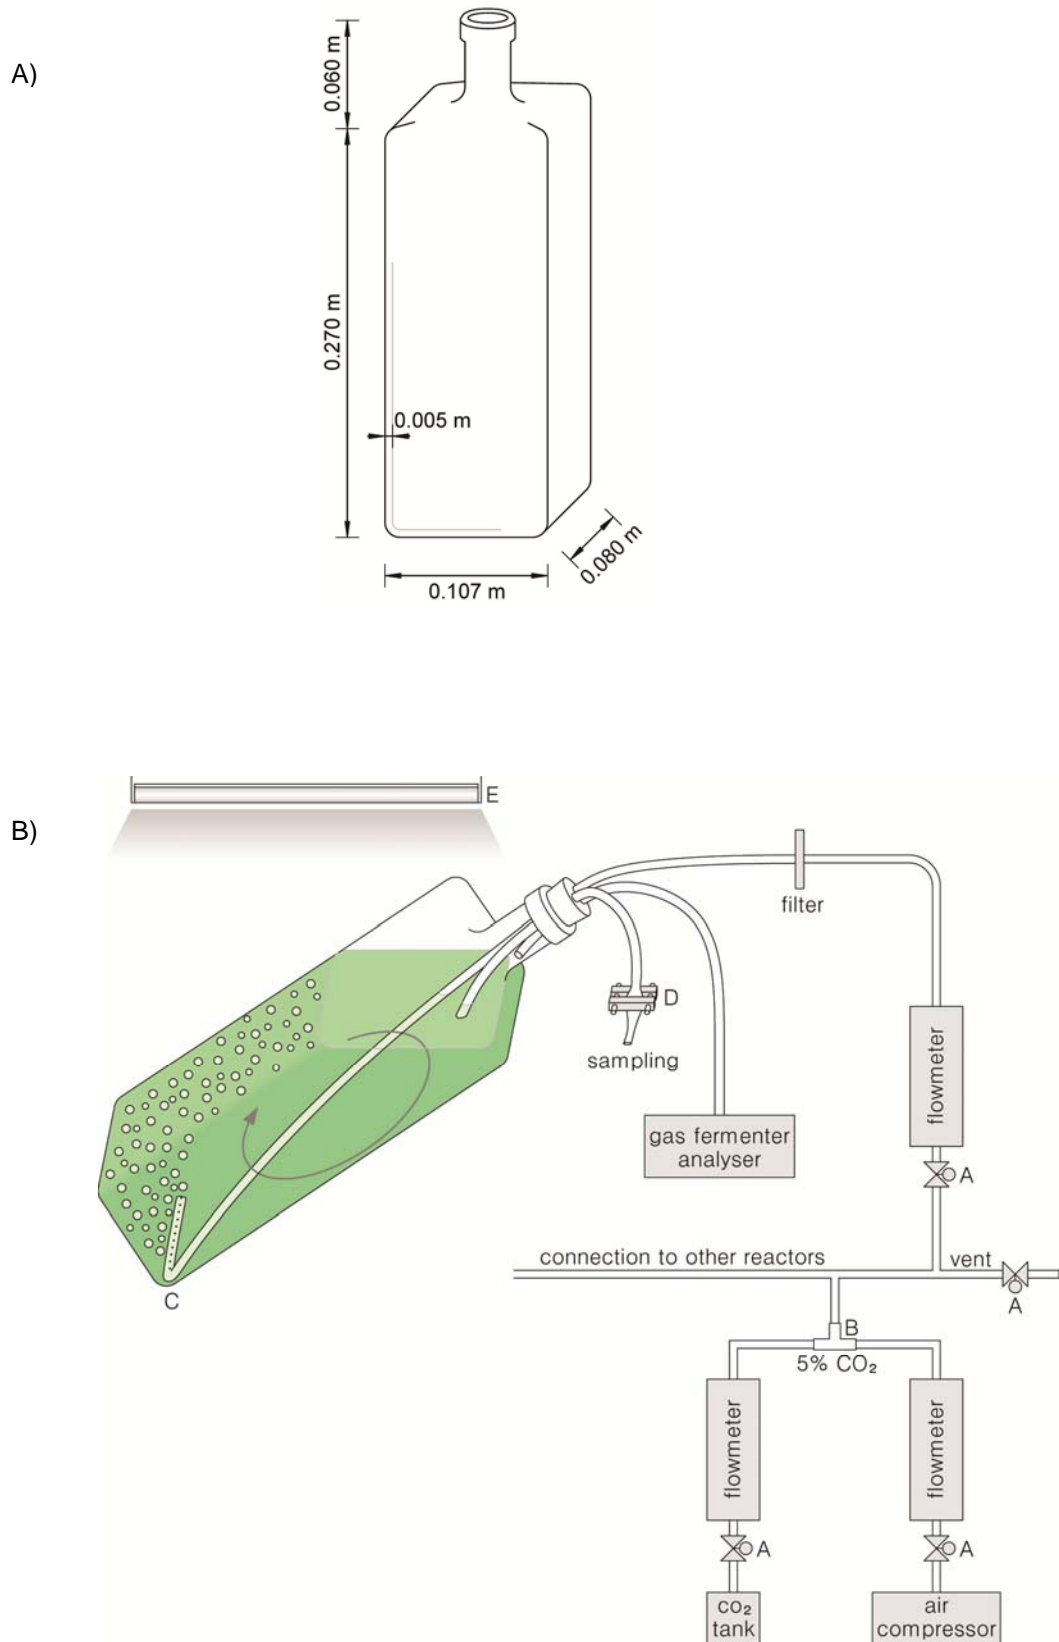 A)
0.060 m
0.270 m
0.005 m
0.080 m
0.107 m
B)
E
filter
D
sampling
flowmeter
gas fermenter
analyser
A
connection to other reactors
vent
A
C
B
5% CO₂
flowmeter
flowmeter
A
A
co₂
tank
air
compressor